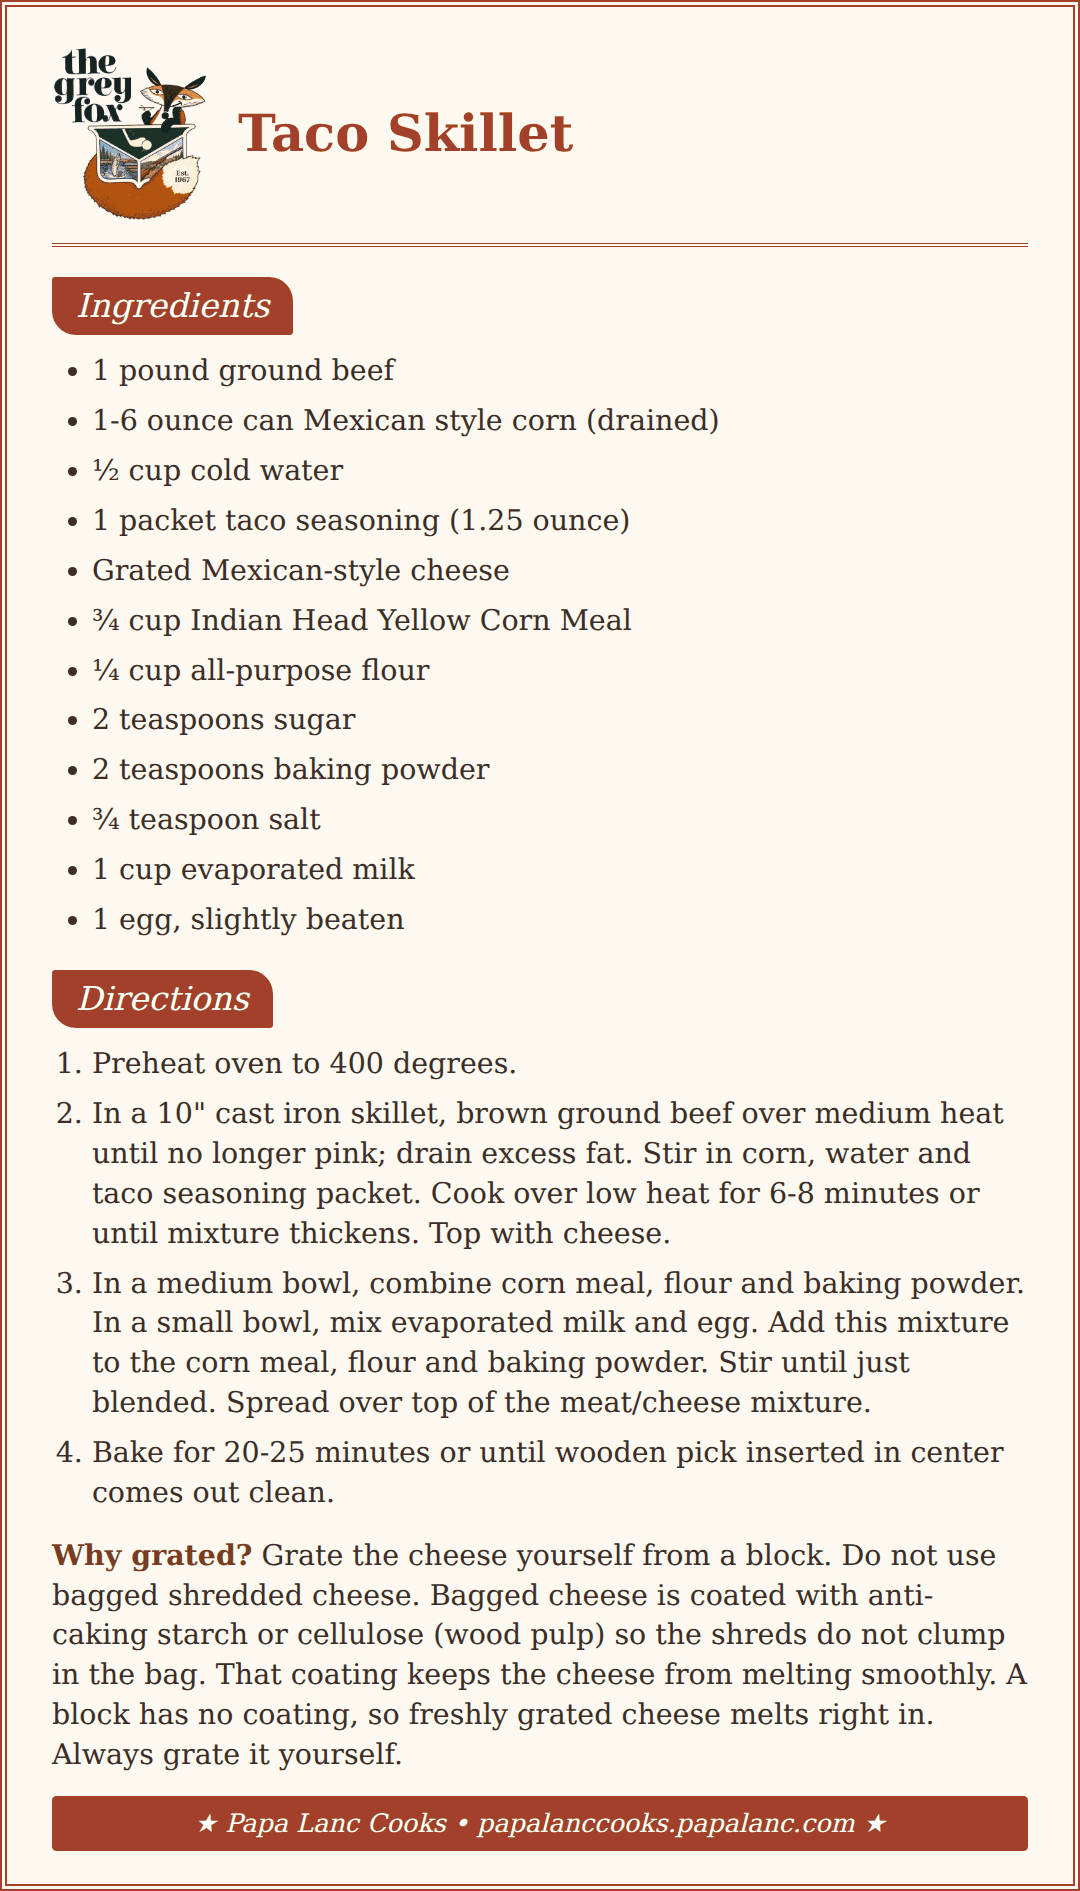 the
grey
fox
Est.
1967
Taco Skillet
Ingredients
• 1 pound ground beef
• 1-6 ounce can Mexican style corn (drained)
• ½ cup cold water
• 1 packet taco seasoning (1.25 ounce)
• Grated Mexican-style cheese
• ¾ cup Indian Head Yellow Corn Meal
• ¼ cup all-purpose flour
• 2 teaspoons sugar
• 2 teaspoons baking powder
• ¾ teaspoon salt
• 1 cup evaporated milk
• 1 egg, slightly beaten
Directions
1. Preheat oven to 400 degrees.
2. In a 10" cast iron skillet, brown ground beef over medium heat
until no longer pink; drain excess fat. Stir in corn, water and
taco seasoning packet. Cook over low heat for 6-8 minutes or
until mixture thickens. Top with cheese.
3. In a medium bowl, combine corn meal, flour and baking powder.
In a small bowl, mix evaporated milk and egg. Add this mixture
to the corn meal, flour and baking powder. Stir until just
blended. Spread over top of the meat/cheese mixture.
4. Bake for 20-25 minutes or until wooden pick inserted in center
comes out clean.
Why grated? Grate the cheese yourself from a block. Do not use
bagged shredded cheese. Bagged cheese is coated with anti-
caking starch or cellulose (wood pulp) so the shreds do not clump
in the bag. That coating keeps the cheese from melting smoothly. A
block has no coating, so freshly grated cheese melts right in.
Always grate it yourself.
★ Papa Lanc Cooks • papalanccooks.papalanc.com ★